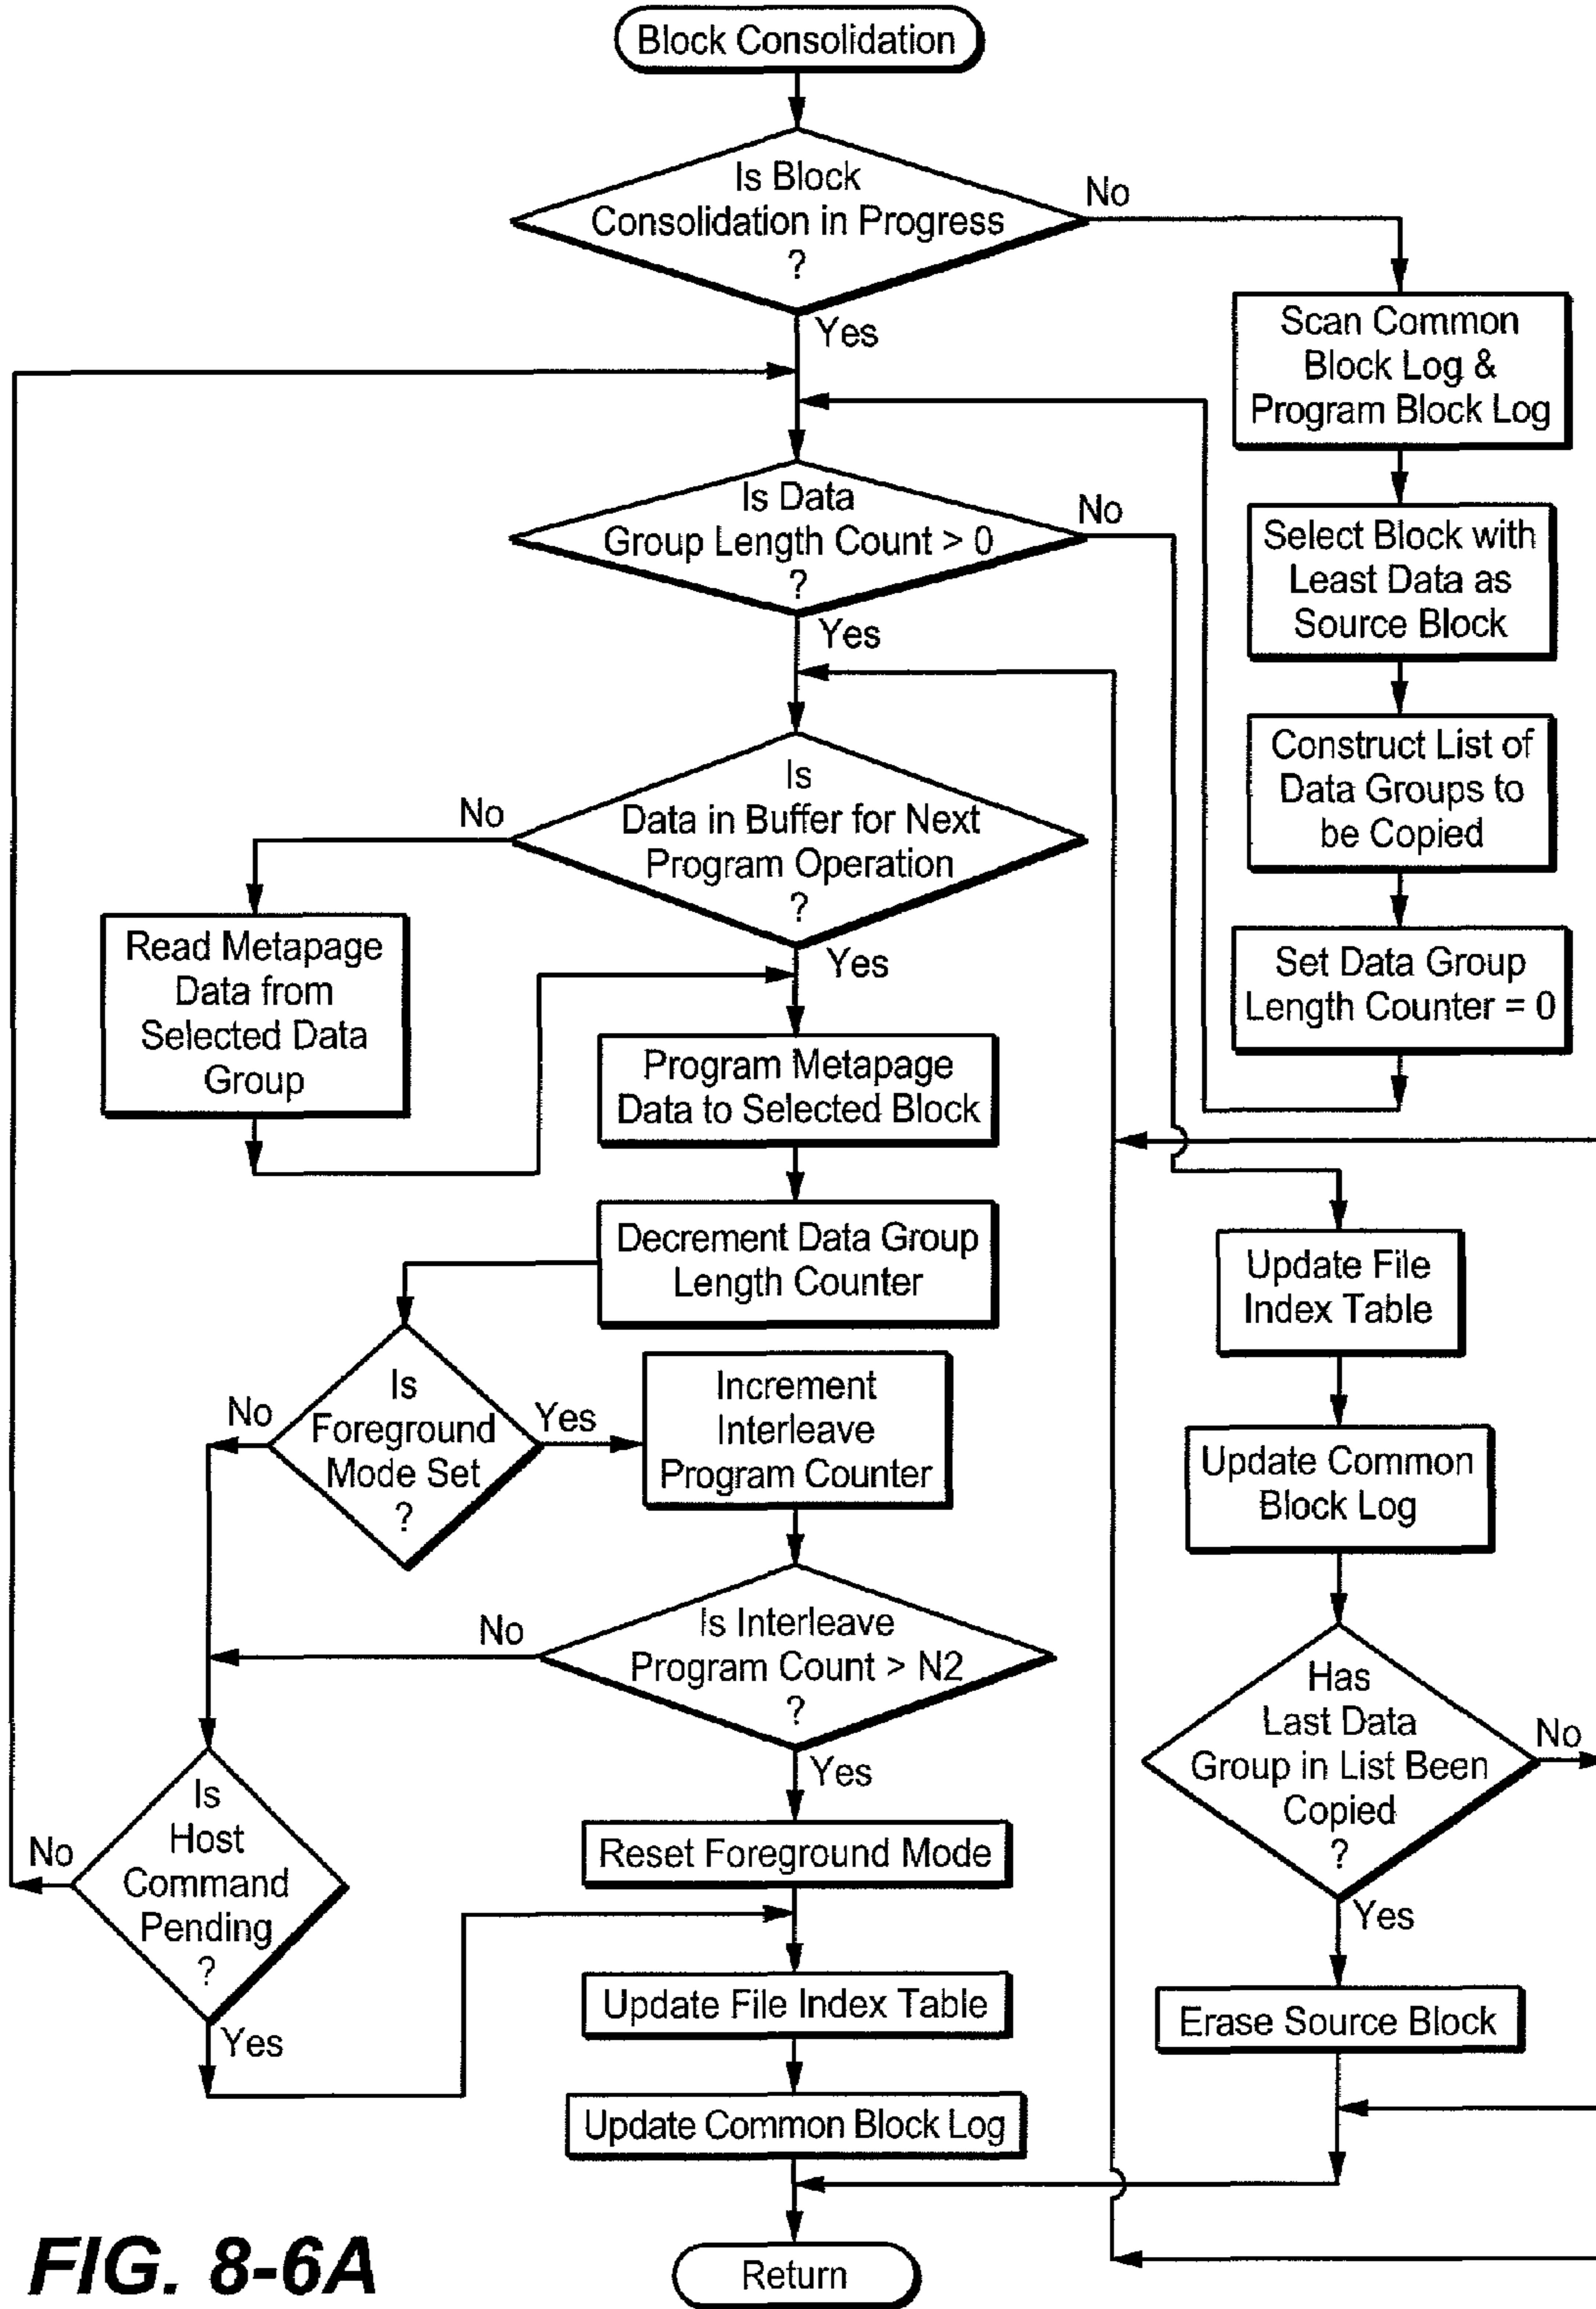 Block Consolidation
Is Block
Consolidation in Progress
?
No
Yes
Scan Common
Block Log &
Program Block Log
Is Data
Group Length Count > 0
?
No
Yes
Select Block with
Least Data as
Source Block
Construct List of
Data Groups to
be Copied
Set Data Group
Length Counter = 0
Is
Data in Buffer for Next
Program Operation
?
No
Yes
Read Metapage
Data from
Selected Data
Group
Program Metapage
Data to Selected Block
Decrement Data Group
Length Counter
Is
Foreground
Mode Set
?
No
Yes
Increment
Interleave
Program Counter
Is Interleave
Program Count > N2
?
No
Yes
Is
Host
Command
Pending
?
No
Yes
Reset Foreground Mode
Update File Index Table
Update Common Block Log
Return
Update File
Index Table
Update Common
Block Log
Has
Last Data
Group in List Been
Copied
?
No
Yes
Erase Source Block
FIG. 8-6A